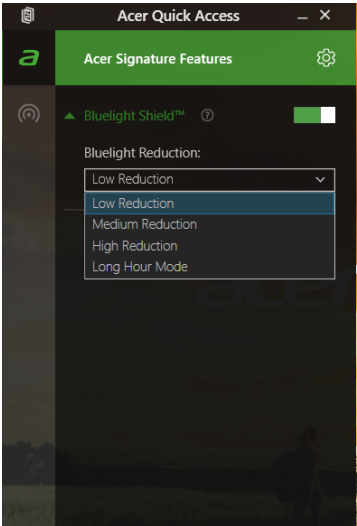 Acer Quick Access
a
Acer Signature Features
Bluelight Shield™ ?
Bluelight Reduction:
Low Reduction
Low Reduction
Medium Reduction
High Reduction
Long Hour Mode
acer